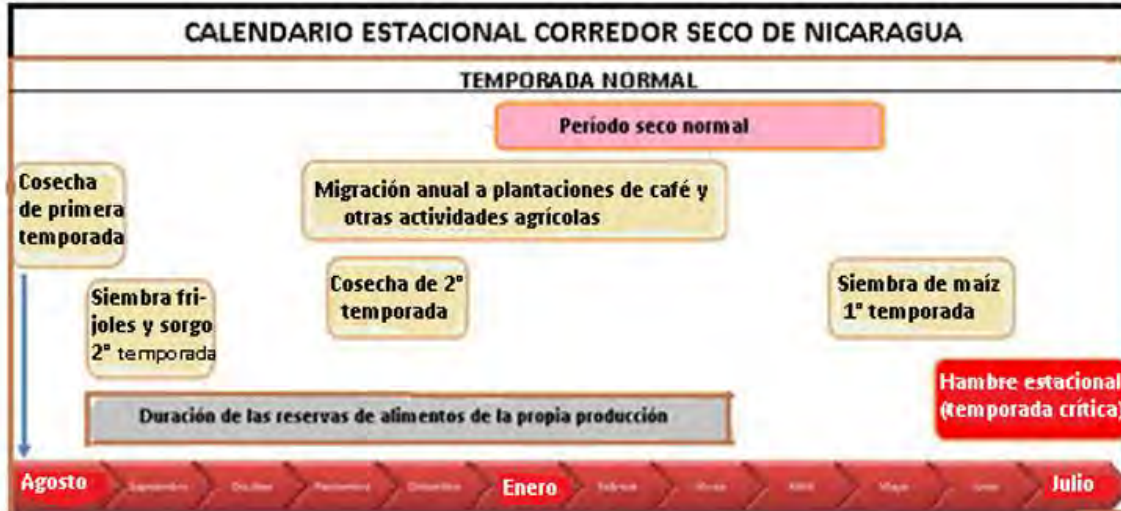 CALENDARIO ESTACIONAL CORREDOR SECO DE NICARAGUA
TEMPORADA NORMAL
Período seco normal
Cosecha
de primera
temporada
Migración anual a plantaciones de café y
otras actividades agrícolas
Siembra fri-
joles y sorgo
2° temporada
Cosecha de 2°
temporada
Siembra de maíz
1° temporada
Hambre estacional
(temporada crítica)
Duración de las reservas de alimentos de la propia producción
Agosto
Enero
Julio